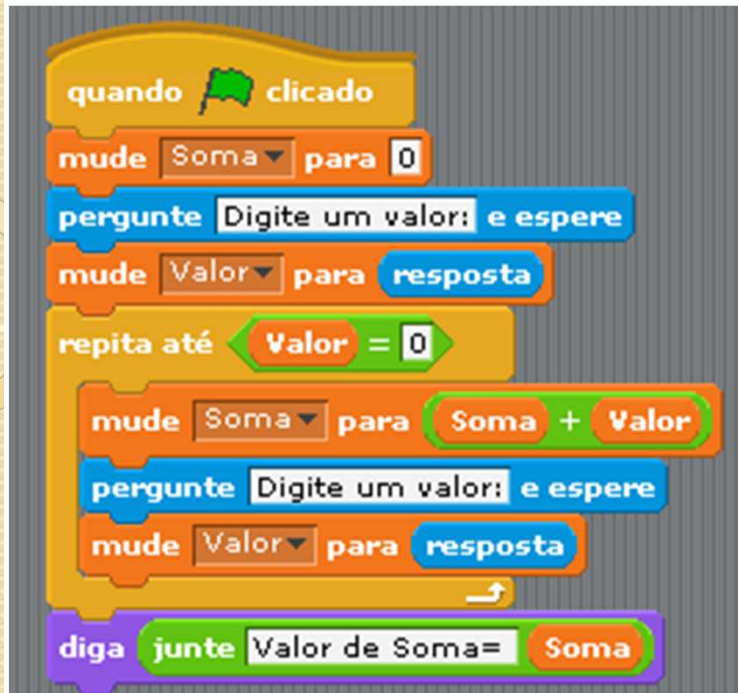 quando clicado
mude Soma para 0
pergunte Digite um valor: e espere
mude Valor para resposta
repita até Valor = 0
mude Soma para Soma + Valor
pergunte Digite um valor: e espere
mude Valor para resposta
diga junte Valor de Soma= Soma